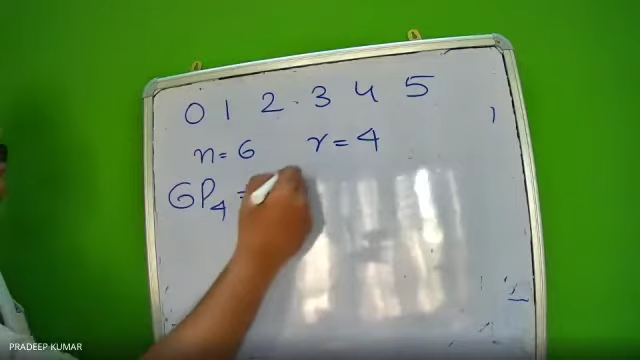 0 1 2 3 4 5
n = 6 r = 4
6P4 =
PRADEEP KUMAR